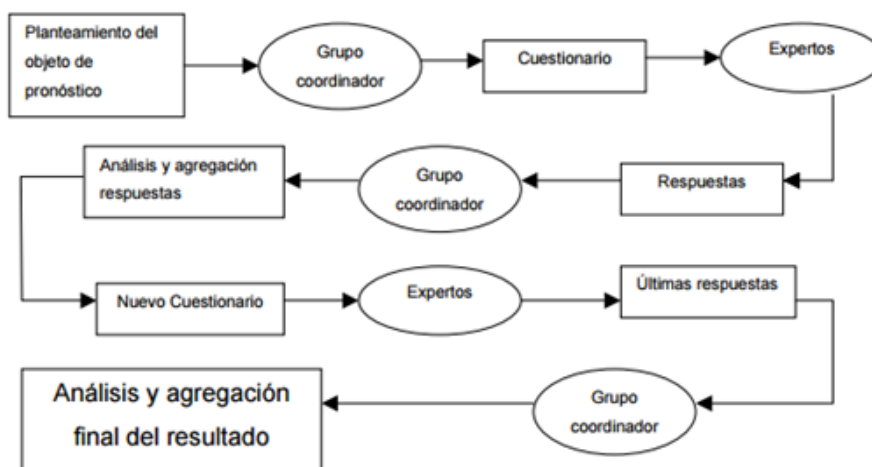 Planteamiento del
objeto de
pronóstico
Grupo
coordinador
Cuestionario
Expertos
Análisis y agregación
respuestas
Grupo
coordinador
Respuestas
Nuevo Cuestionario
Expertos
Últimas respuestas
Análisis y agregación
final del resultado
Grupo
coordinador